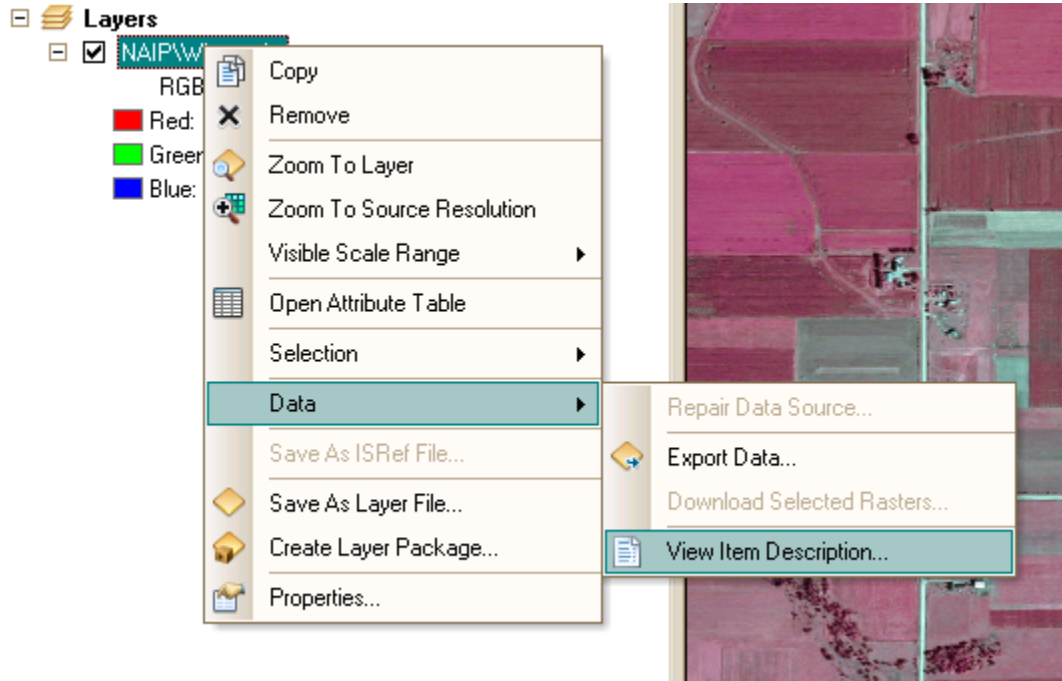 Layers
NAIP\W
RGB
Red:
Green
Blue:
Copy
Remove
Zoom To Layer
Zoom To Source Resolution
Visible Scale Range
Open Attribute Table
Selection
Data
Save As ISRef File...
Save As Layer File...
Create Layer Package...
Properties...
Repair Data Source...
Export Data...
Download Selected Rasters...
View Item Description...